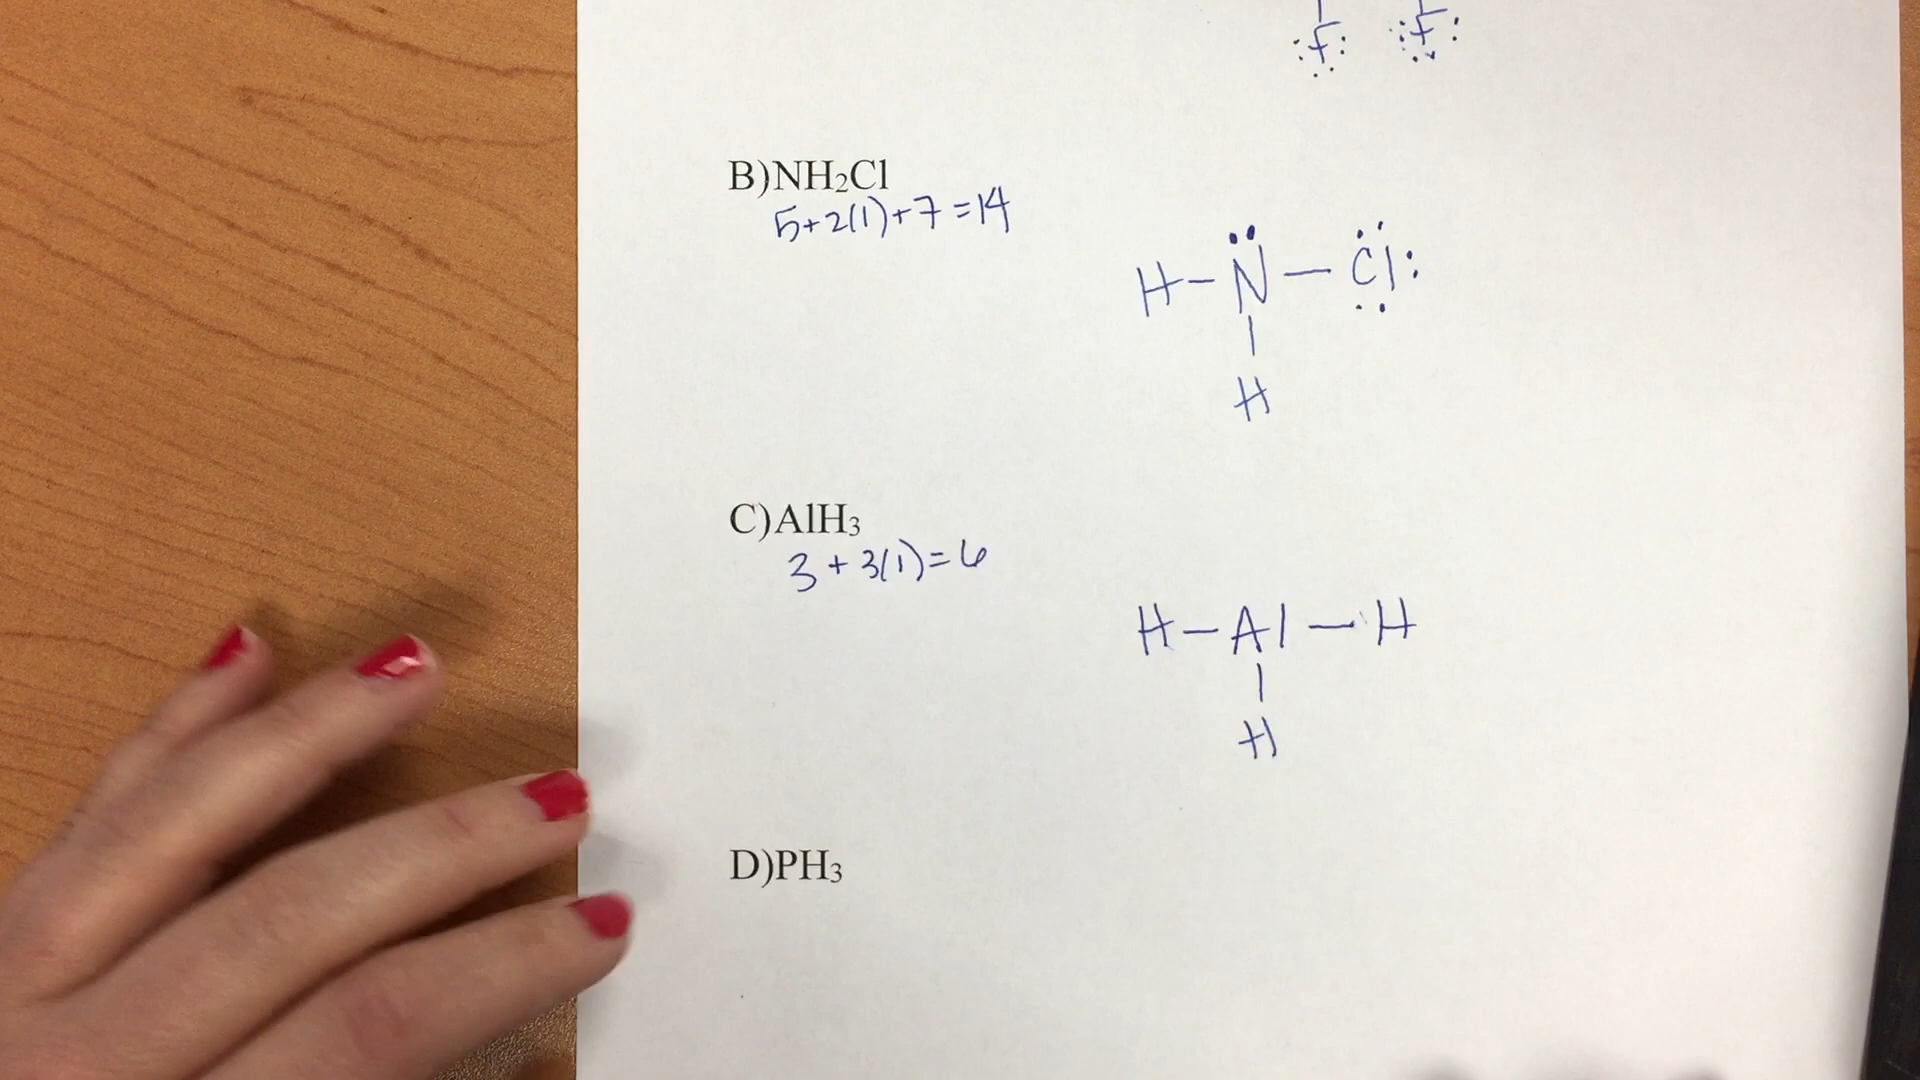 F F
B)NH₂Cl
5+2(1)+7=14
H-N-Cl:
H
C)AlH₃
3+3(1)=6
H-Al-H
H
D)PH₃